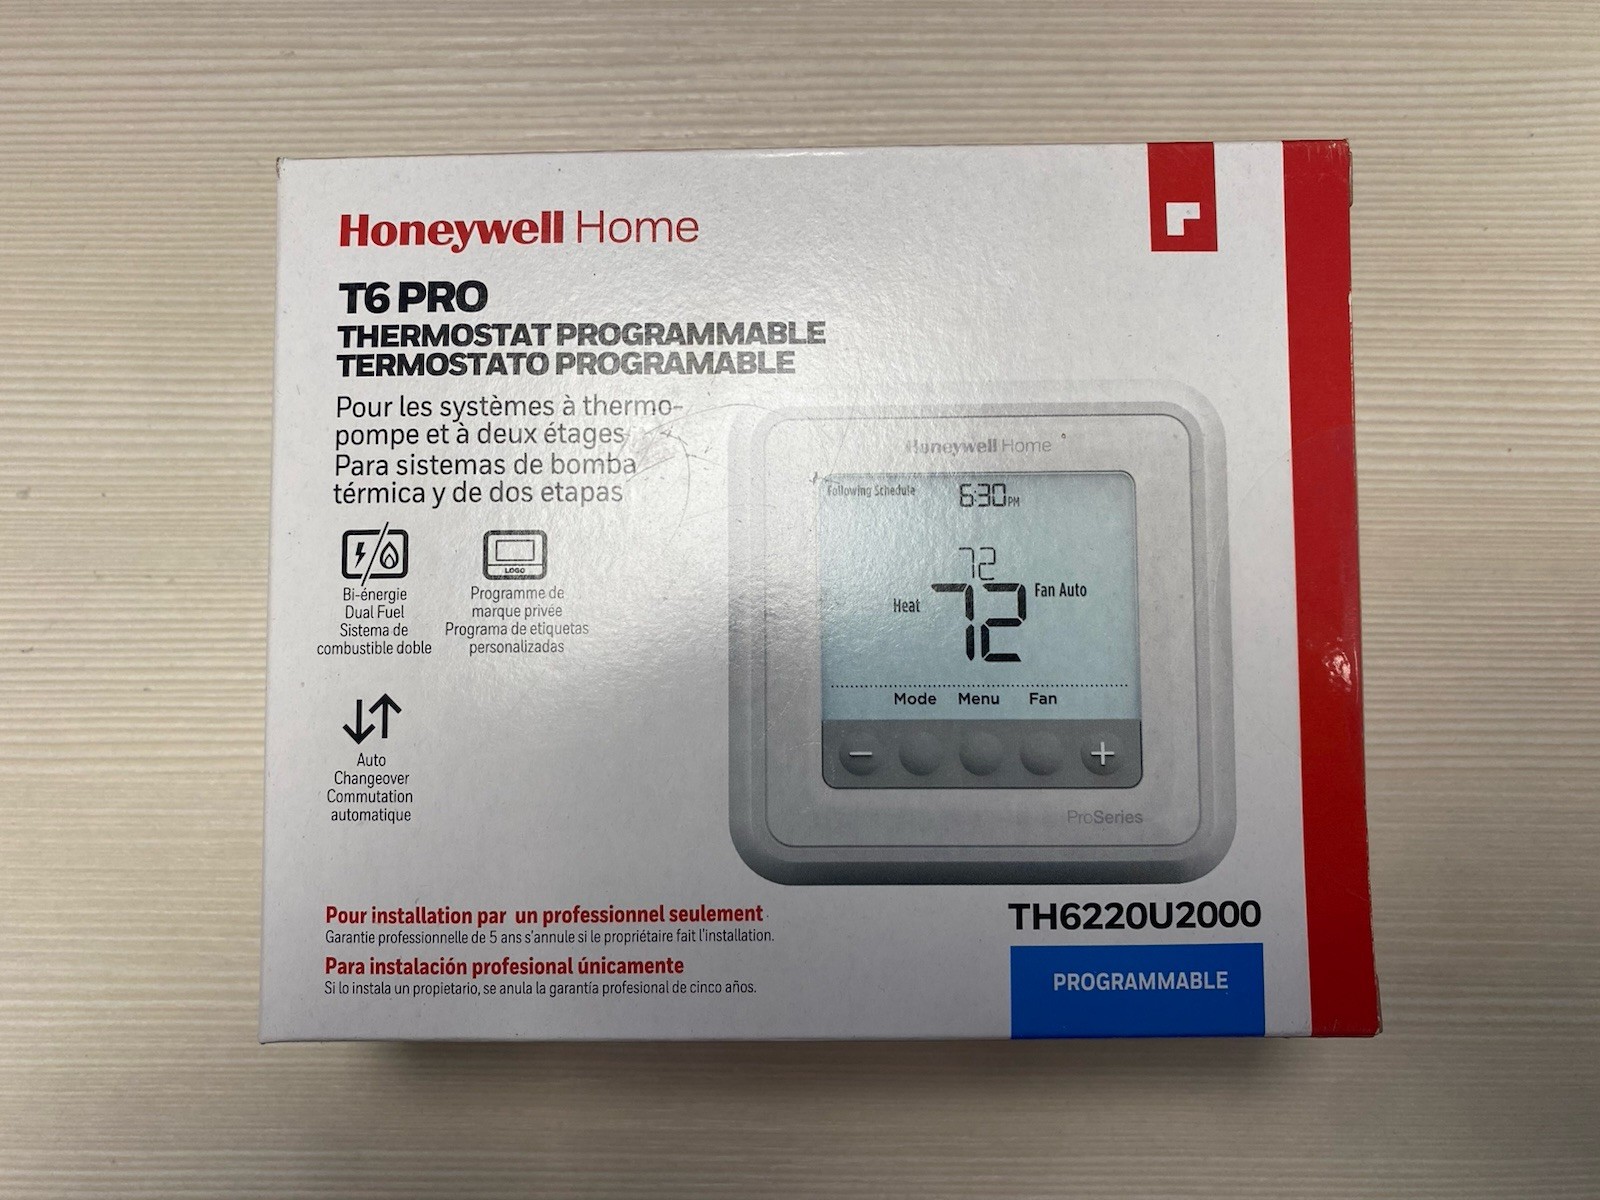 Honeywell Home
T6 PRO
THERMOSTAT PROGRAMMABLE
TERMOSTATO PROGRAMABLE
Pour les systèmes à thermo-
pompe et à deux étages
Para sistemas de bomba
térmica y de dos etapas
Bi-énergie
Dual Fuel
Sistema de
combustible doble
LOGO
Programme de
marque privée
Programa de etiquetas
personalizadas
Auto
Changeover
Commutation
automatique
Honeywell Home
Following Schedule
6:30 PM
72
Heat
72
Fan Auto
Mode Menu Fan
− +
ProSeries
Pour installation par un professionnel seulement
Garantie professionnelle de 5 ans s'annule si le propriétaire fait l'installation.
Para instalación profesional únicamente
Si lo instala un propietario, se anula la garantía profesional de cinco años.
TH6220U2000
PROGRAMMABLE